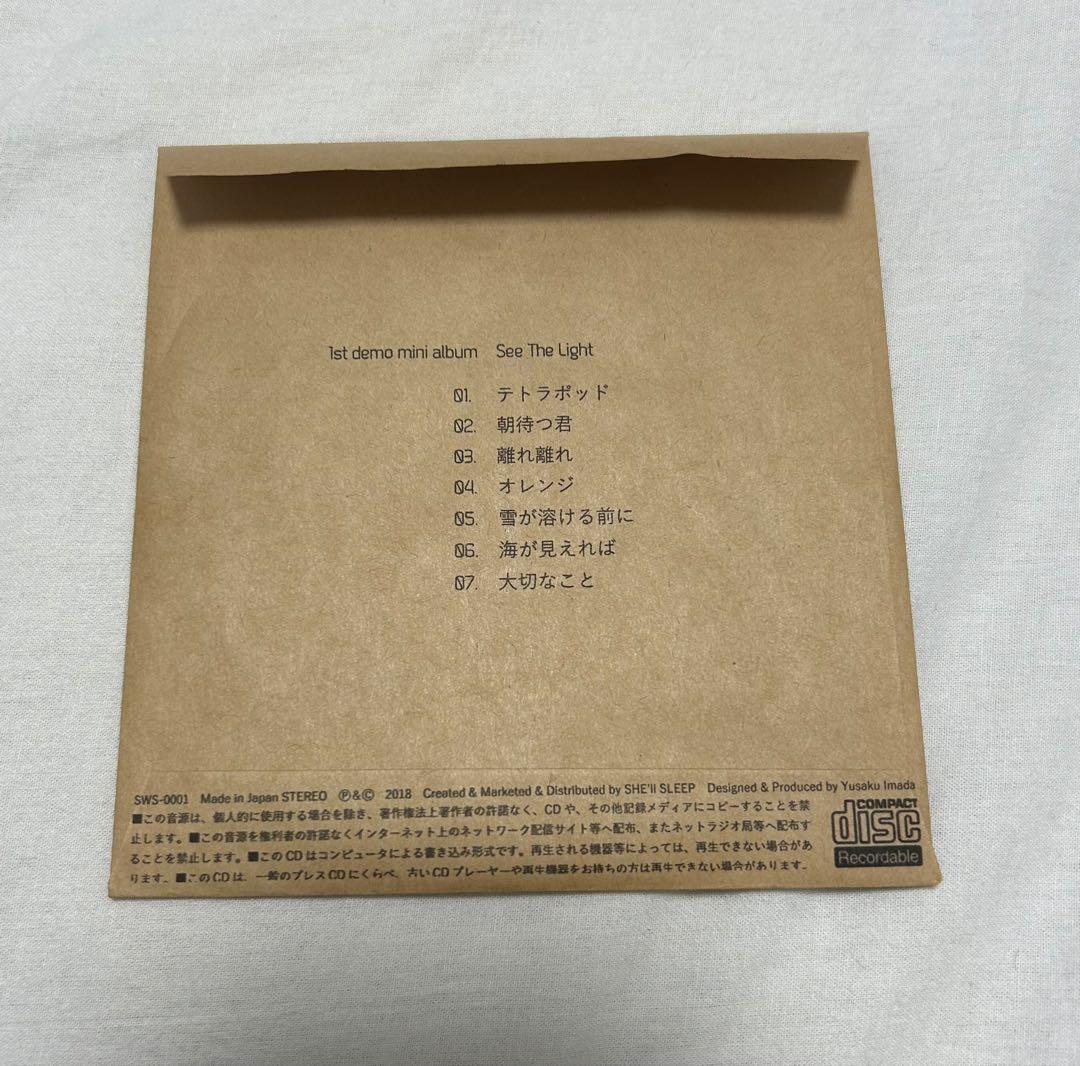 1st demo mini album See The Light
01. テトラポッド
02. 朝待つ君
03. 離れ離れ
04. オレンジ
05. 雪が溶ける前に
06. 海が見えれば
07. 大切なこと
SWS-0001 Made in Japan STEREO Ⓟ&Ⓒ 2018 Created & Marketed & Distributed by SHE'll SLEEP Designed & Produced by Yusaku Imada
■この音源は、個人的に使用する場合を除き、著作権法上著作者の許諾なく、CDや、その他記録メディアにコピーすることを禁
止します。■この音源を権利者の許諾なくインターネット上のネットワーク配信サイト等へ配布、またネットラジオ局等へ配布す
ることを禁止します。■このCDはコンピュータによる書き込み形式です。再生される機器等によっては、再生できない場合があ
ります。■このCDは、一般のプレスCDにくらべ、古いCDプレーヤーや再生機器をお持ちの方は再生できない場合があります。
COMPACT
disc
Recordable